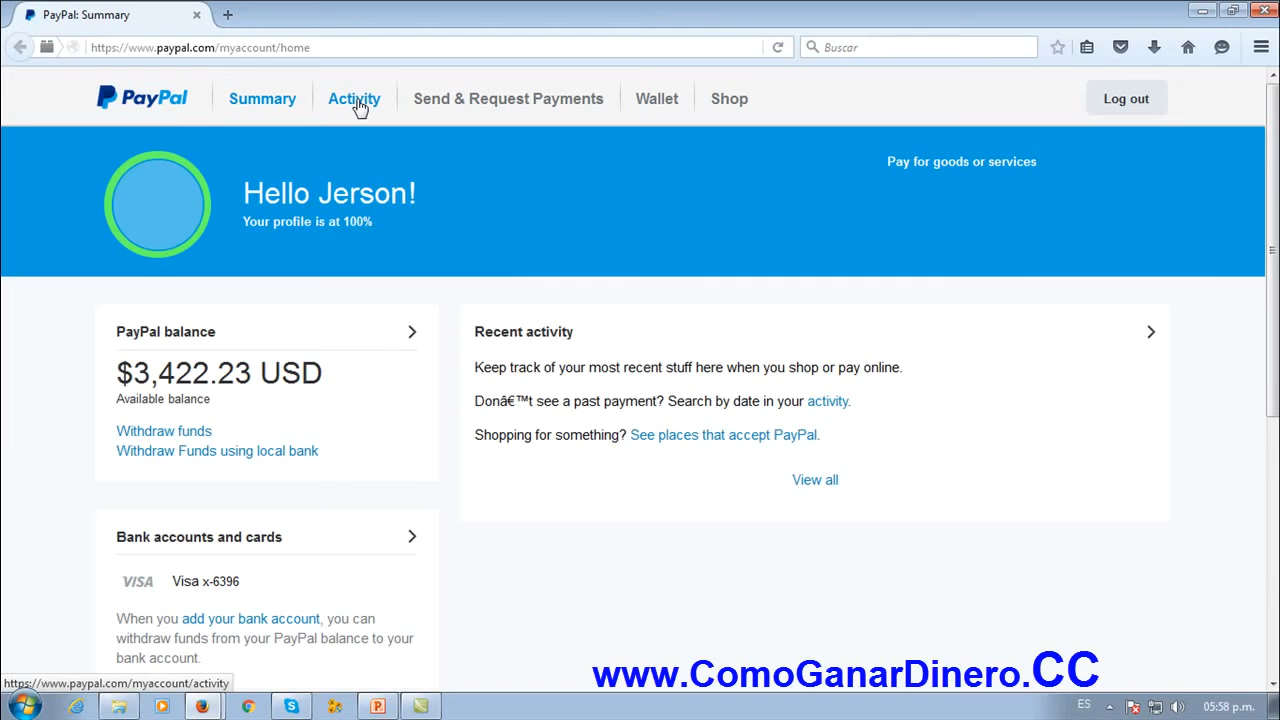 PayPal: Summary
https://www.paypal.com/myaccount/home
Buscar
PayPal
Summary
Activity
Send & Request Payments
Wallet
Shop
Log out
Hello Jerson!
Your profile is at 100%
Pay for goods or services
PayPal balance
$3,422.23 USD
Available balance
Withdraw funds
Withdraw Funds using local bank
Recent activity
Keep track of your most recent stuff here when you shop or pay online.
Donâ€™t see a past payment? Search by date in your activity.
Shopping for something? See places that accept PayPal.
View all
Bank accounts and cards
VISA Visa x-6396
When you add your bank account, you can
withdraw funds from your PayPal balance to your
bank account.
https://www.paypal.com/myaccount/activity
www.ComoGanarDinero.CC
ES
05:58 p.m.